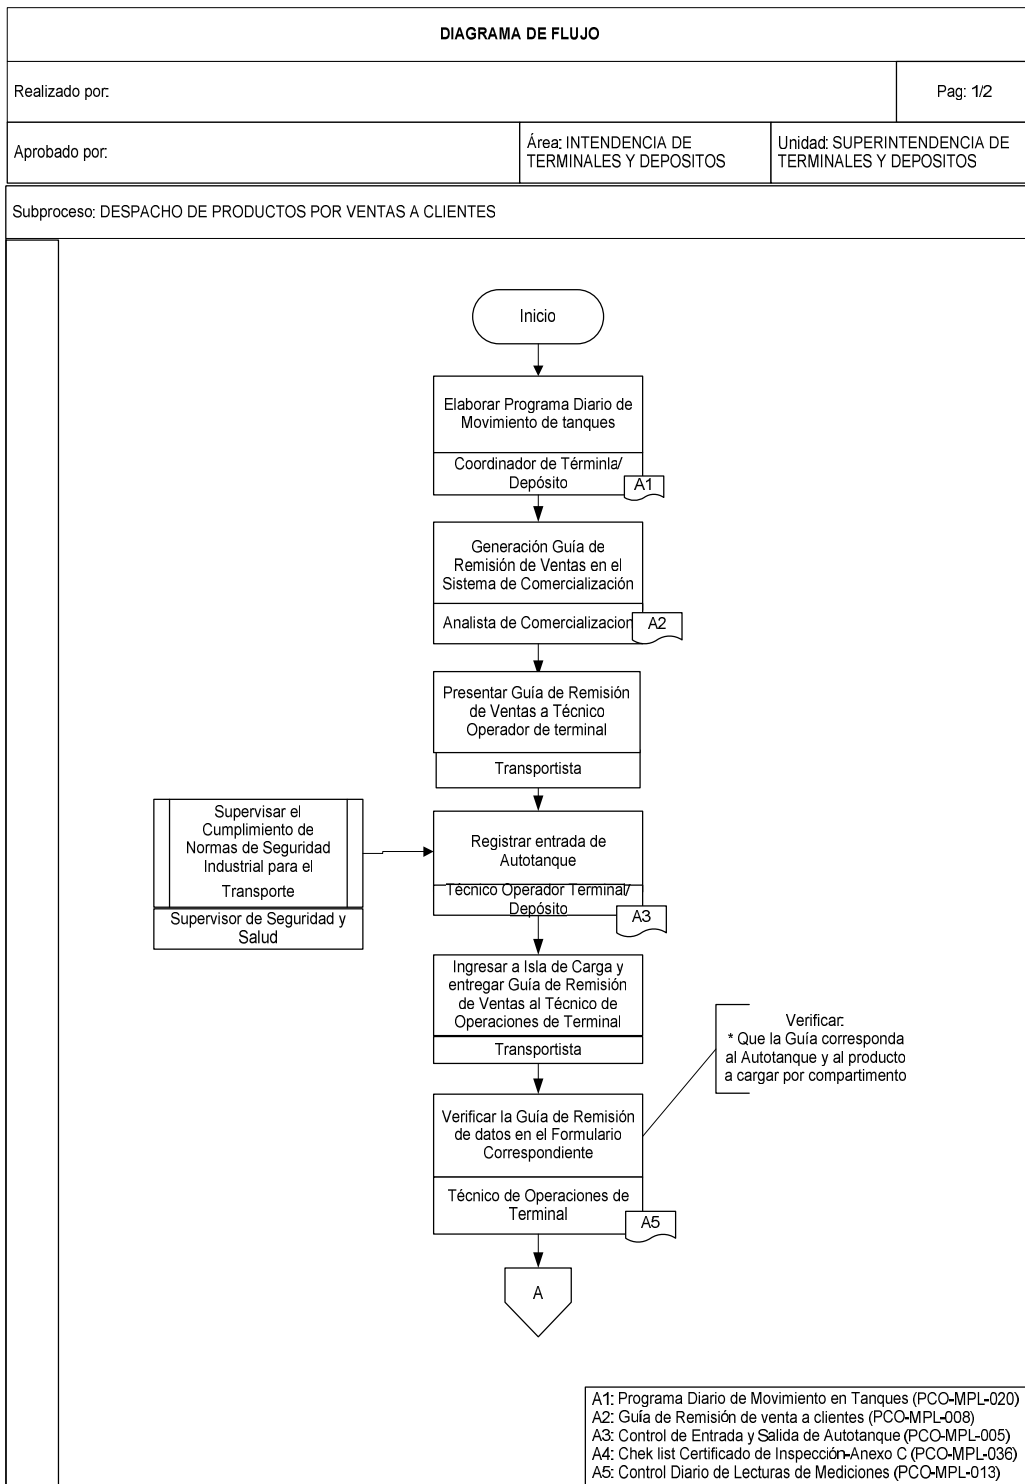 DIAGRAMA DE FLUJO
Realizado por:
Pag: 1/2
Aprobado por:
Área: INTENDENCIA DE
TERMINALES Y DEPOSITOS
Unidad: SUPERINTENDENCIA DE
TERMINALES Y DEPOSITOS
Subproceso: DESPACHO DE PRODUCTOS POR VENTAS A CLIENTES
Inicio
Elaborar Programa Diario de
Movimiento de tanques
Coordinador de Términla/
Depósito
A1
Generación Guía de
Remisión de Ventas en el
Sistema de Comercialización
Analista de Comercializacion
A2
Presentar Guía de Remisión
de Ventas a Técnico
Operador de terminal
Transportista
Supervisar el
Cumplimiento de
Normas de Seguridad
Industrial para el
Transporte
Supervisor de Seguridad y
Salud
Registrar entrada de
Autotanque
Técnico Operador Terminal/
Depósito
A3
Ingresar a Isla de Carga y
entregar Guía de Remisión
de Ventas al Técnico de
Operaciones de Terminal
Transportista
Verificar:
* Que la Guía corresponda
al Autotanque y al producto
a cargar por compartimento
Verificar la Guía de Remisión
de datos en el Formulario
Correspondiente
Técnico de Operaciones de
Terminal
A5
A
A1: Programa Diario de Movimiento en Tanques (PCO-MPL-020)
A2: Guía de Remisión de venta a clientes (PCO-MPL-008)
A3: Control de Entrada y Salida de Autotanque (PCO-MPL-005)
A4: Chek list Certificado de Inspección-Anexo C (PCO-MPL-036)
A5: Control Diario de Lecturas de Mediciones (PCO-MPL-013)